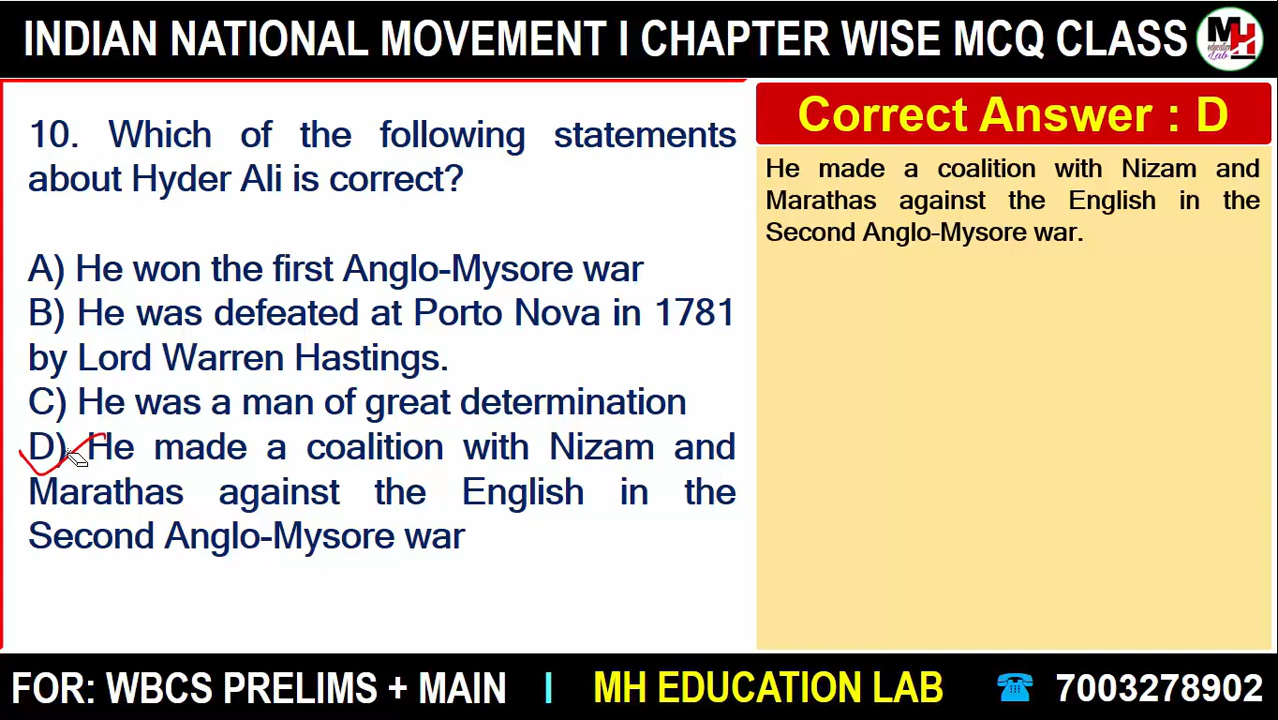 INDIAN NATIONAL MOVEMENT I CHAPTER WISE MCQ CLASS
MH
education
Lab
10. Which of the following statements
about Hyder Ali is correct?
A) He won the first Anglo-Mysore war
B) He was defeated at Porto Nova in 1781
by Lord Warren Hastings.
C) He was a man of great determination
D) He made a coalition with Nizam and
Marathas against the English in the
Second Anglo-Mysore war
Correct Answer : D
He made a coalition with Nizam and
Marathas against the English in the
Second Anglo-Mysore war.
FOR: WBCS PRELIMS + MAIN I MH EDUCATION LAB ☎ 7003278902